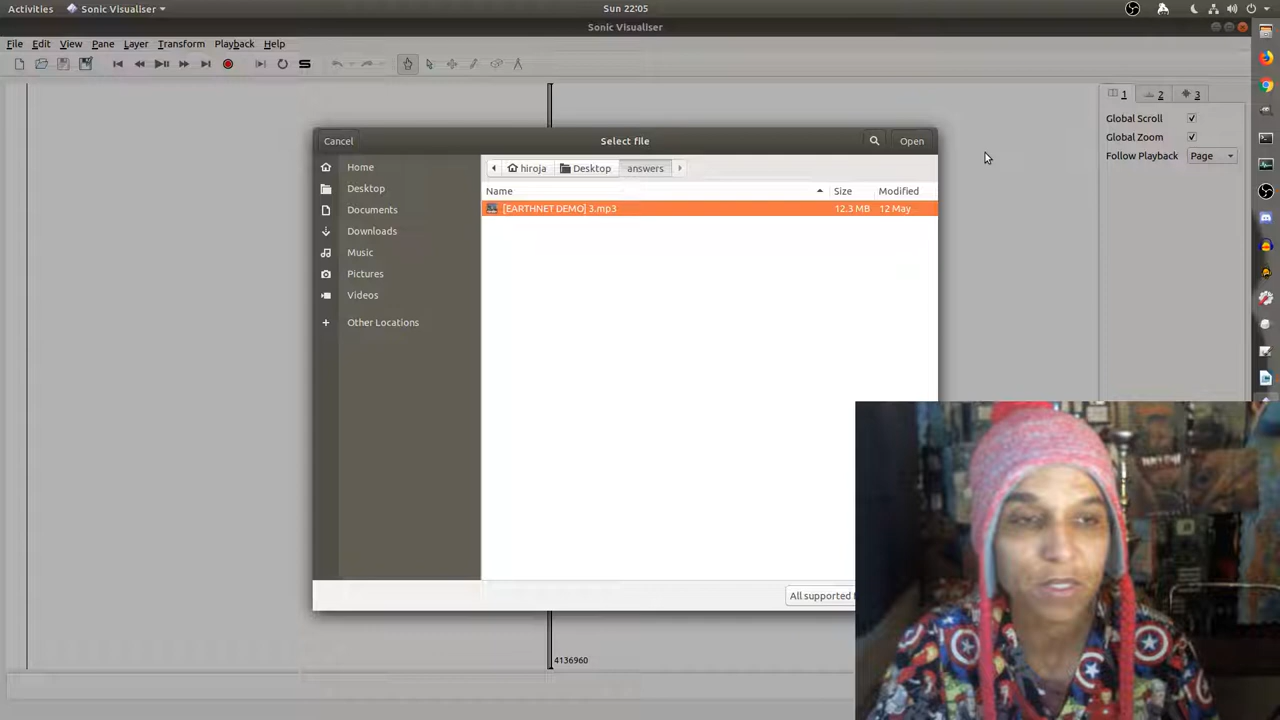 Activities Sonic Visualiser Sun 22:05
Sonic Visualiser
File Edit View Pane Layer Transform Playback Help
1 2 3
Global Scroll
Global Zoom
Follow Playback Page
Cancel Select file Open
hiroja Desktop answers
Name Size Modified
[EARTHNET DEMO] 3.mp3 12.3 MB 12 May
Home
Desktop
Documents
Downloads
Music
Pictures
Videos
Other Locations
All supported
4136960